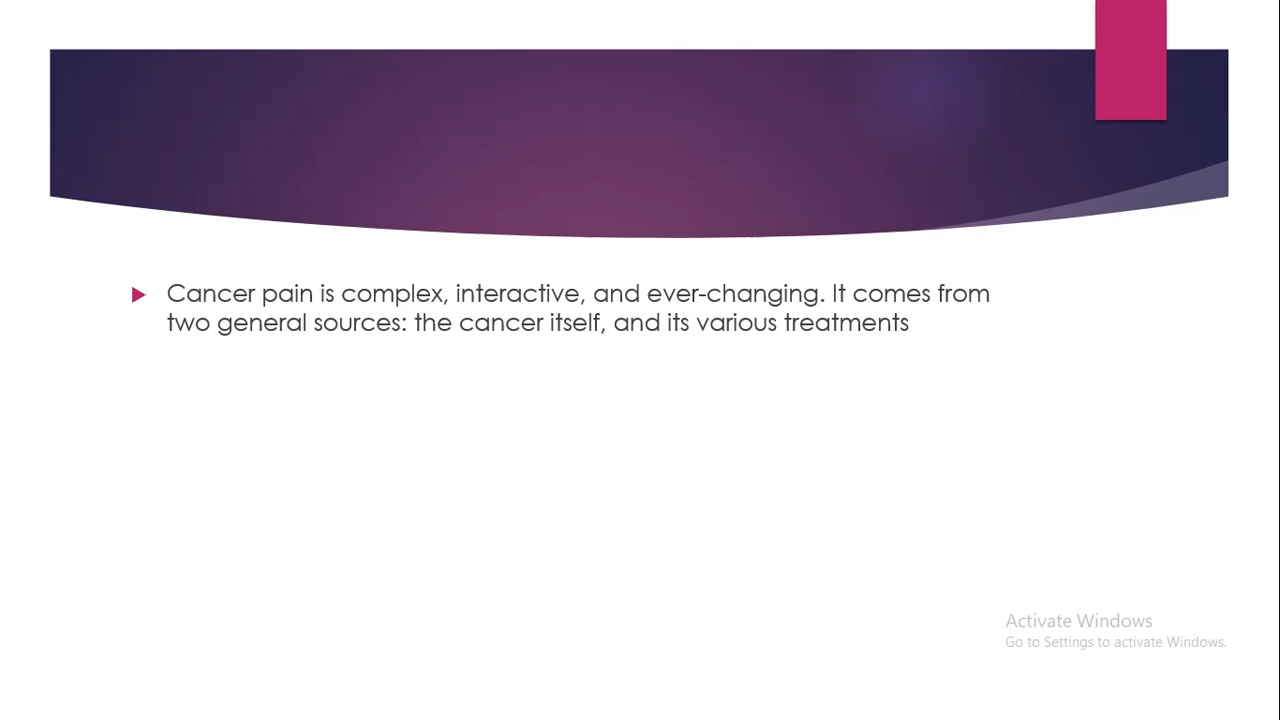 Cancer pain is complex, interactive, and ever-changing. It comes from
two general sources: the cancer itself, and its various treatments
Activate Windows
Go to Settings to activate Windows.